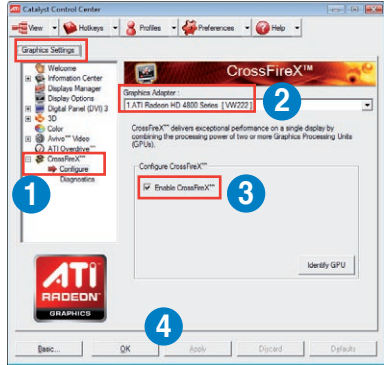 Catalyst Control Center
View Hotkeys Profiles Preferences Help
Graphics Settings
Welcome
Information Center
Displays Manager
Display Options
Digital Panel (DVI) 3
3D
Color
Avivo™ Video
ATI Overdrive™
CrossFireX™
Configure
Diagnostics
1
ATI
RADEON
GRAPHICS
CrossFireX™
Graphics Adapter :
1.ATI Radeon HD 4800 Series [ VW222 ]
2
CrossFireX™ delivers exceptional performance on a single display by
combining the processing power of two or more Graphics Processing Units
(GPUs).
Configure CrossFireX™
Enable CrossFireX™
3
Identify GPU
4
Basic... OK Apply Discard Defaults